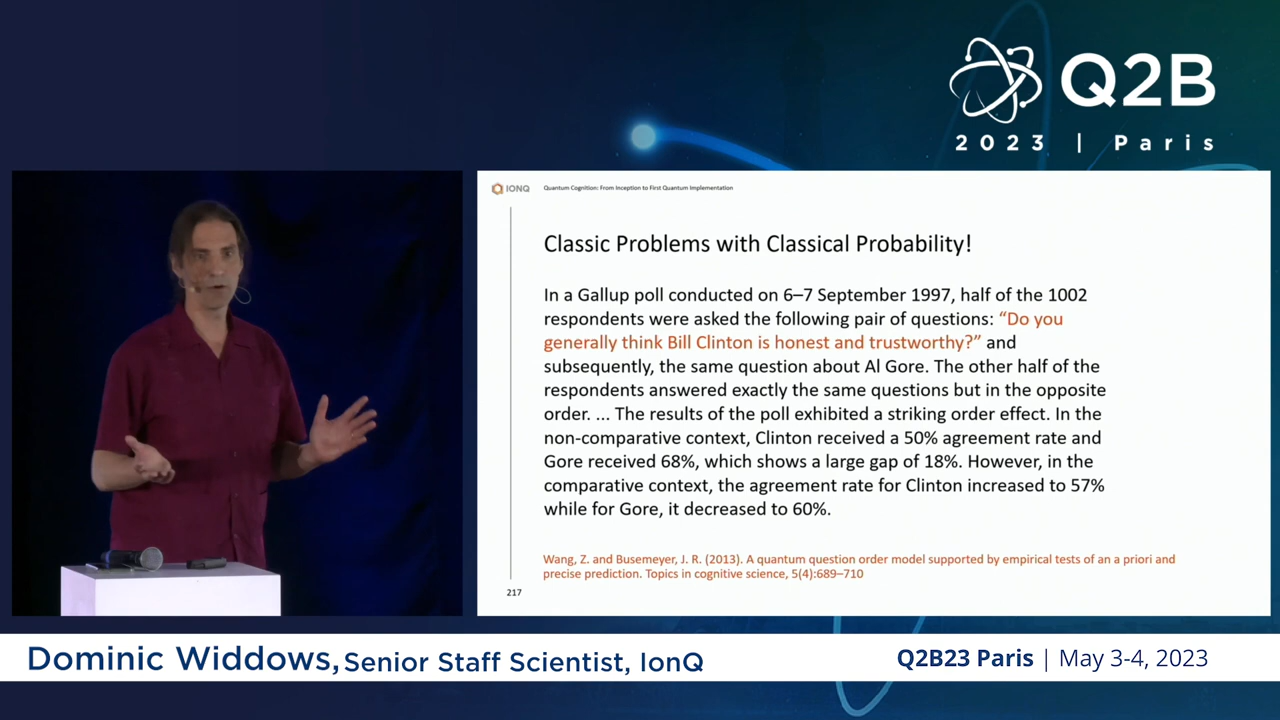 Q2B
2023 | Paris
IONQ
Quantum Cognition: From Inception to First Quantum Implementation
Classic Problems with Classical Probability!
In a Gallup poll conducted on 6–7 September 1997, half of the 1002
respondents were asked the following pair of questions: “Do you
generally think Bill Clinton is honest and trustworthy?” and
subsequently, the same question about Al Gore. The other half of the
respondents answered exactly the same questions but in the opposite
order. ... The results of the poll exhibited a striking order effect. In the
non-comparative context, Clinton received a 50% agreement rate and
Gore received 68%, which shows a large gap of 18%. However, in the
comparative context, the agreement rate for Clinton increased to 57%
while for Gore, it decreased to 60%.
Wang, Z. and Busemeyer, J. R. (2013). A quantum question order model supported by empirical tests of an a priori and
precise prediction. Topics in cognitive science, 5(4):689–710
217
Dominic Widdows, Senior Staff Scientist, IonQ
Q2B23 Paris | May 3-4, 2023